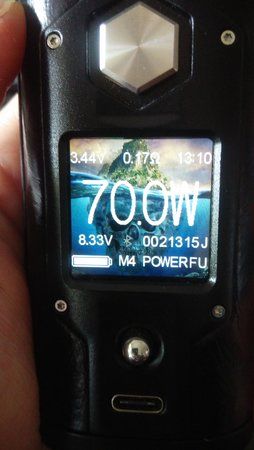 3.44V 0.17Ω 13:10
70.0W
8.33V 0021315J
M4 POWERFU